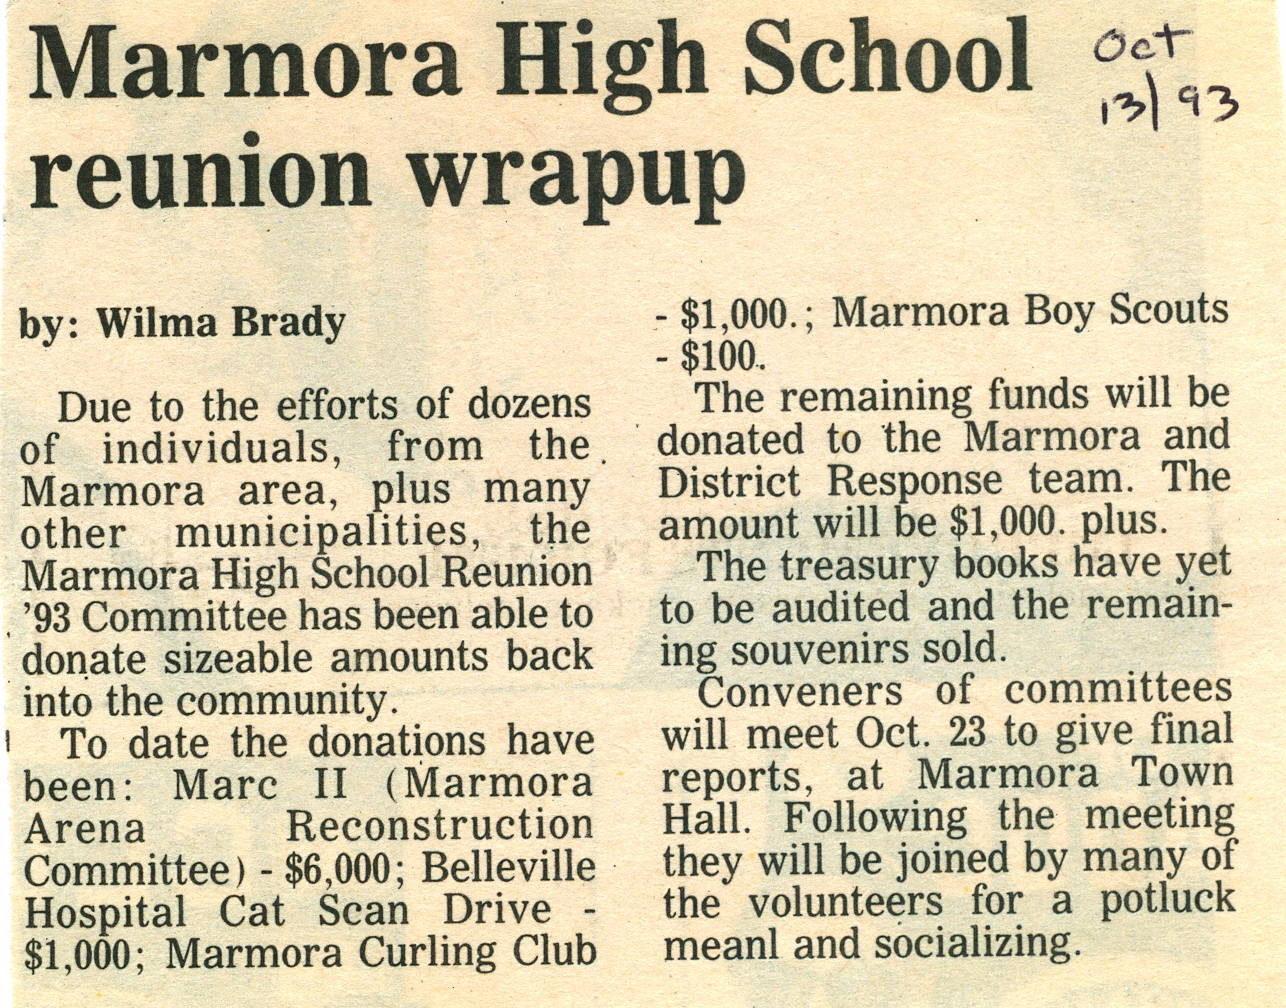 Marmora High School
reunion wrapup
Oct
13/93
by: Wilma Brady
Due to the efforts of dozens
of individuals, from the
Marmora area, plus many
other municipalities, the
Marmora High School Reunion
'93 Committee has been able to
donate sizeable amounts back
into the community.
To date the donations have
been: Marc II (Marmora
Arena Reconstruction
Committee) - $6,000; Belleville
Hospital Cat Scan Drive -
$1,000; Marmora Curling Club
- $1,000.; Marmora Boy Scouts
- $100.
The remaining funds will be
donated to the Marmora and
District Response team. The
amount will be $1,000. plus.
The treasury books have yet
to be audited and the remain-
ing souvenirs sold.
Conveners of committees
will meet Oct. 23 to give final
reports, at Marmora Town
Hall. Following the meeting
they will be joined by many of
the volunteers for a potluck
meanl and socializing.